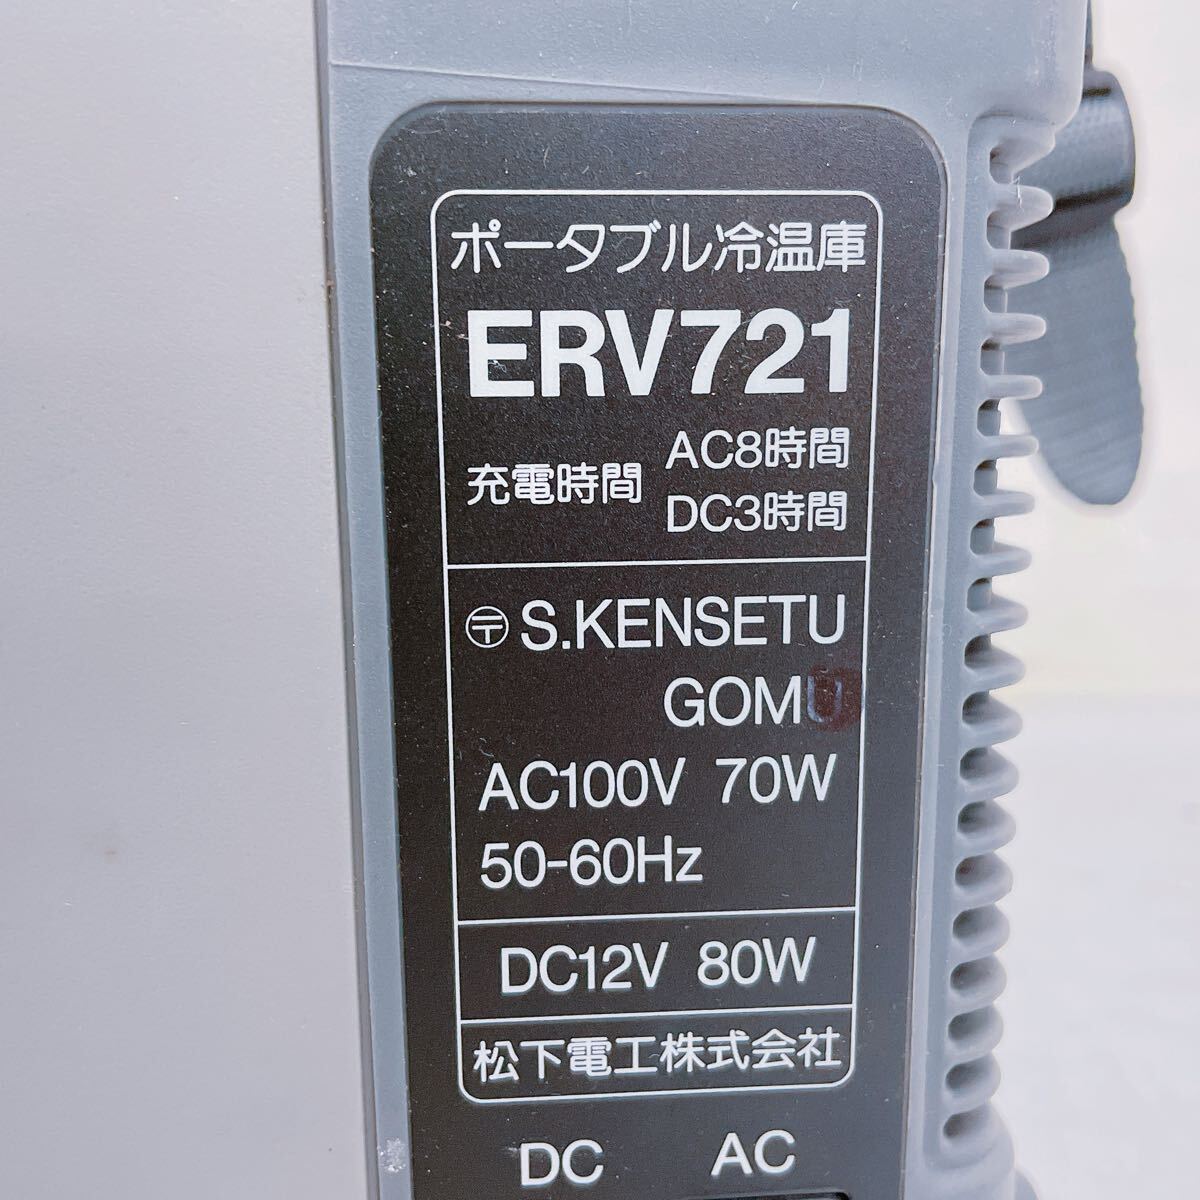 ポータブル冷温庫
ERV721
充電時間
AC8時間
DC3時間
〶 S.KENSETU
GOMU
AC100V 70W
50-60Hz
DC12V 80W
松下電工株式会社
DC AC